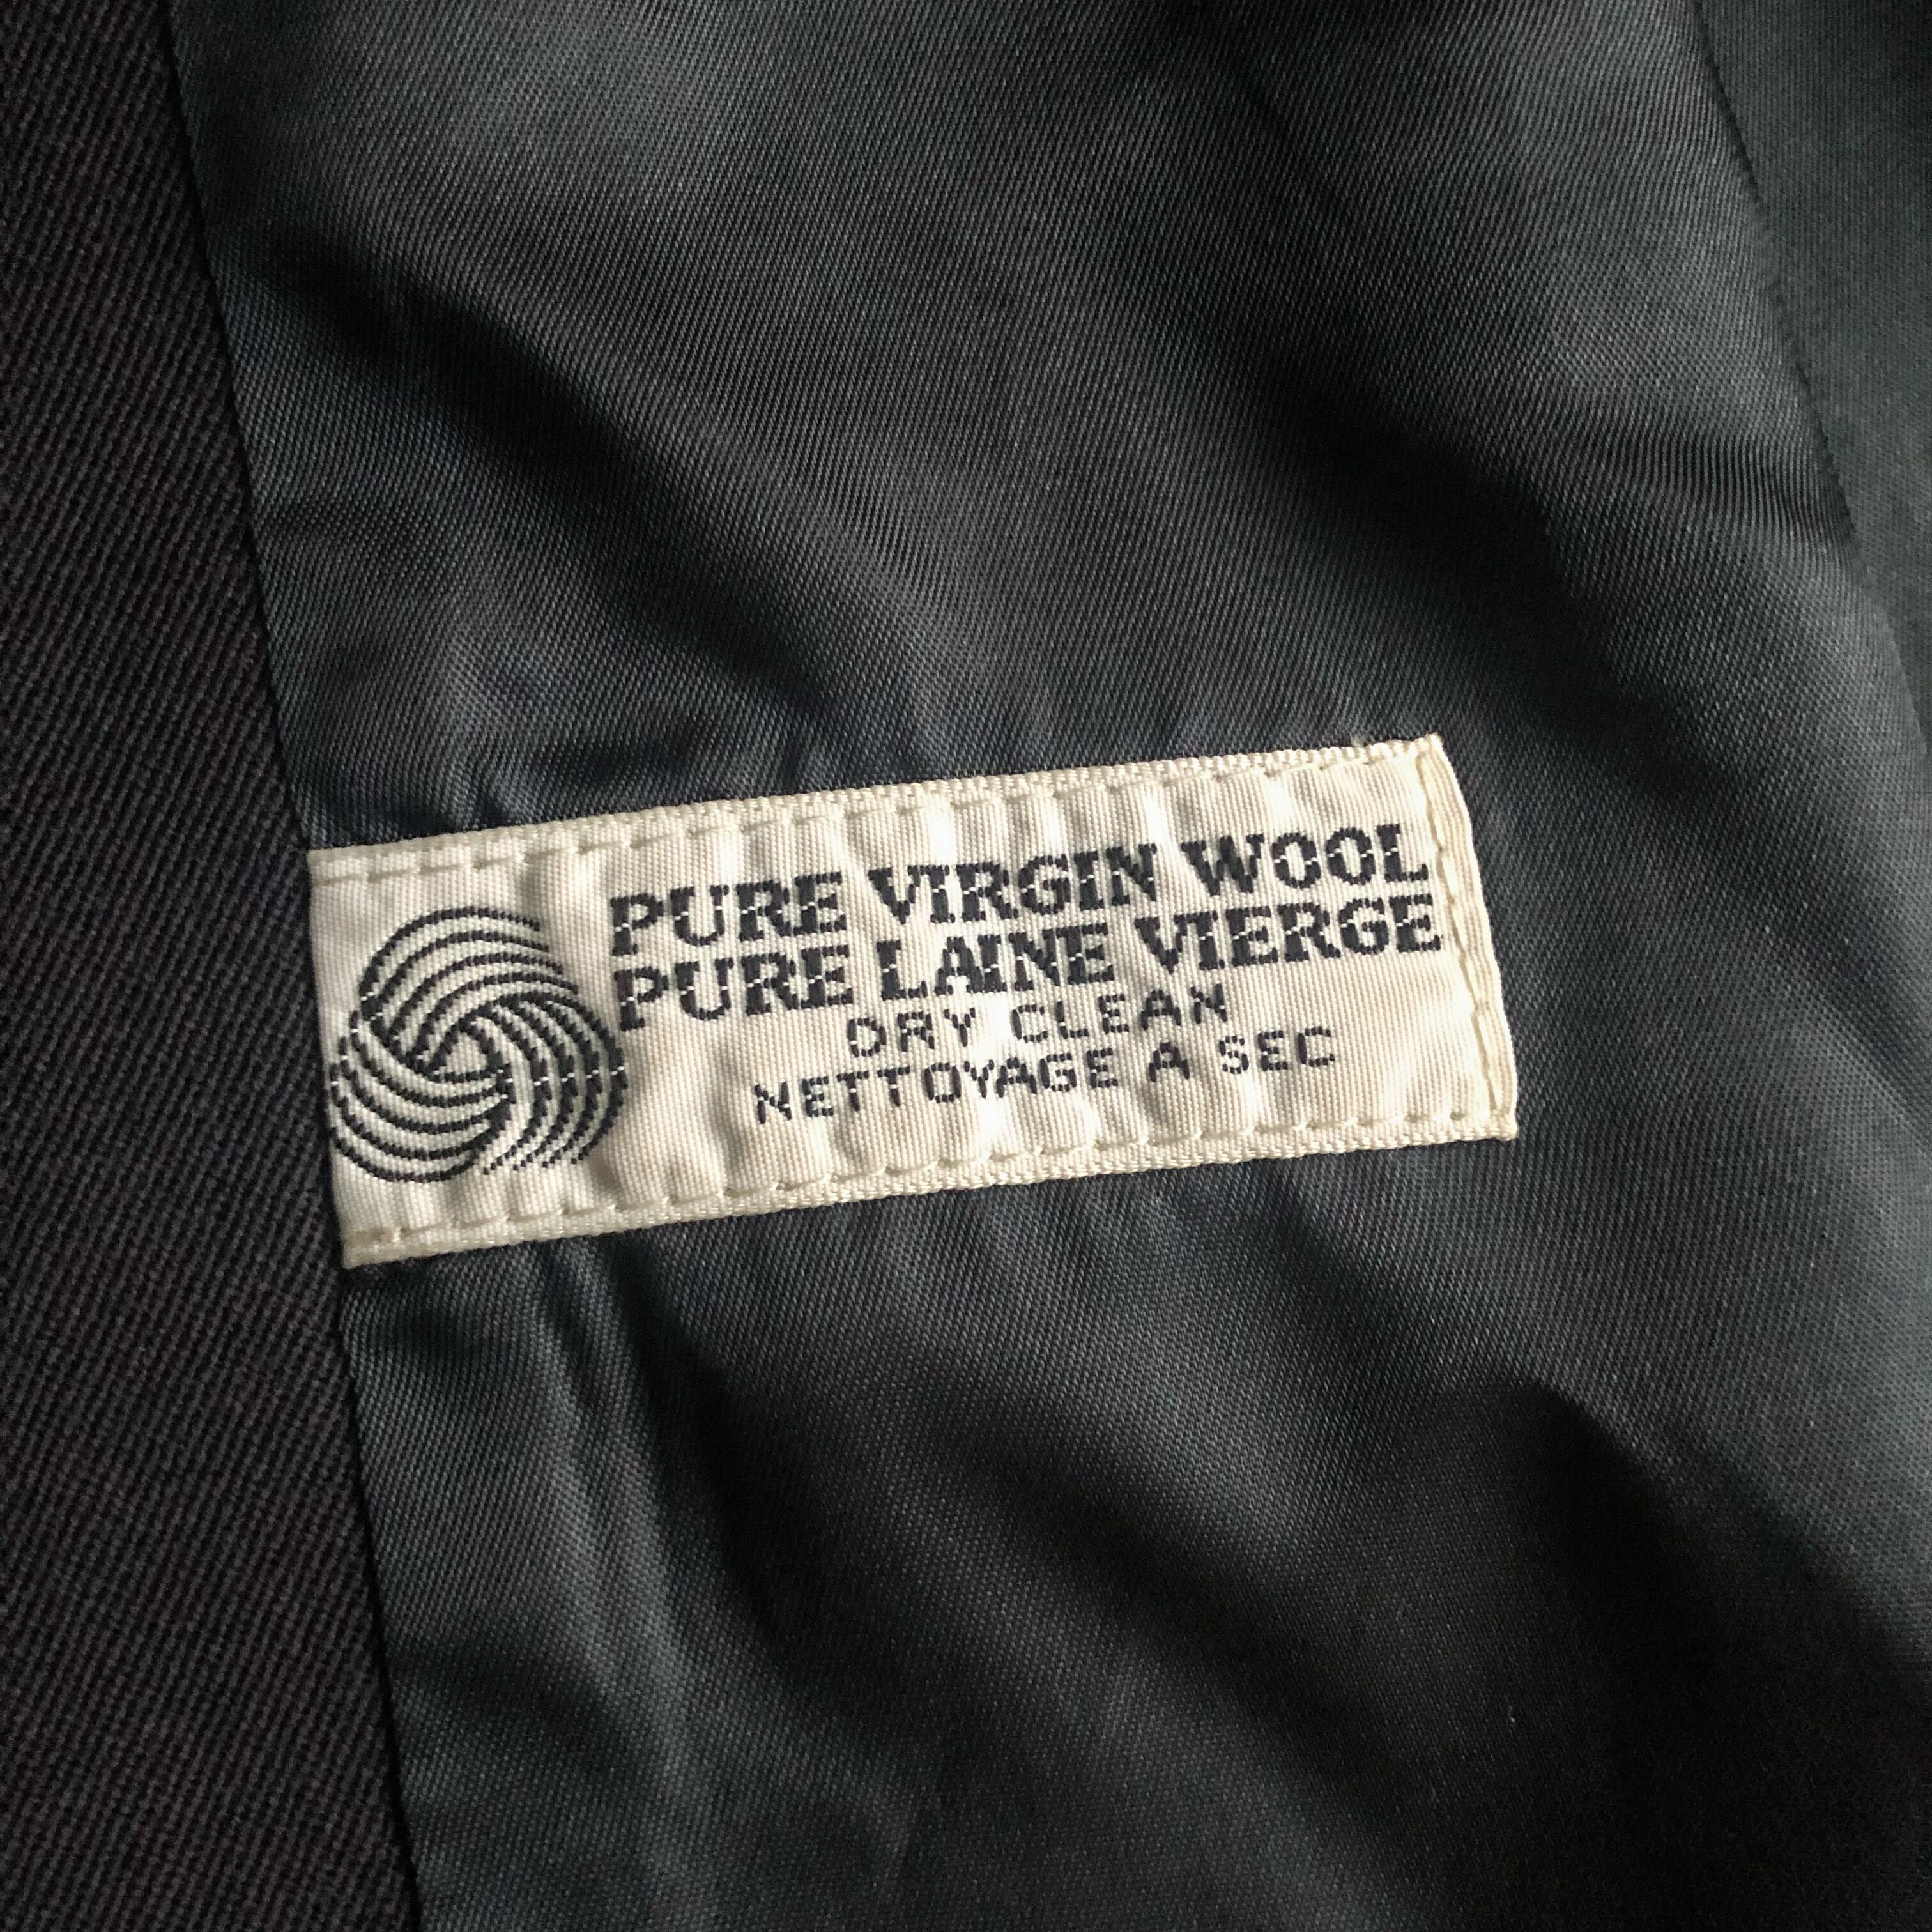 PURE VIRGIN WOOL
PURE LAINE VIERGE
DRY CLEAN
NETTOYAGE A SEC